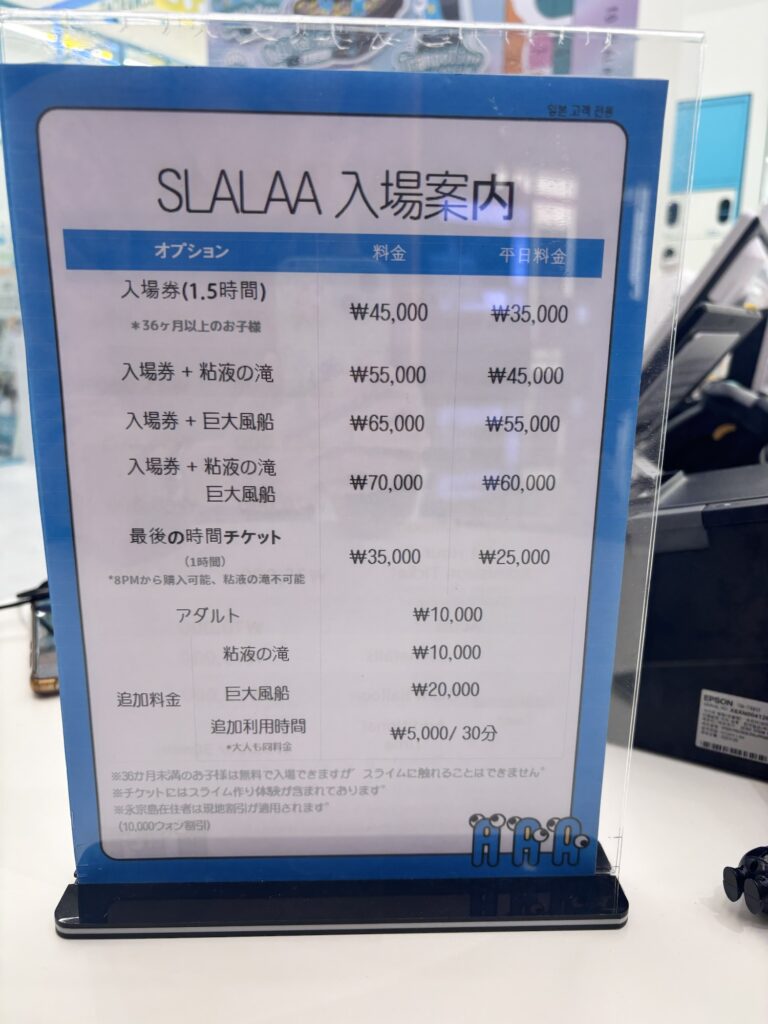 일본 고객 전용
SLALAA 入場案内
オプション 料金 平日料金
入場券(1.5時間) ₩45,000 ₩35,000
*36ヶ月以上のお子様
入場券 + 粘液の滝 ₩55,000 ₩45,000
入場券 + 巨大風船 ₩65,000 ₩55,000
入場券 + 粘液の滝
巨大風船 ₩70,000 ₩60,000
最後の時間チケット
(1時間) ₩35,000 ₩25,000
*8PMから購入可能、粘液の滝不可能
アダルト ₩10,000
追加料金
粘液の滝 ₩10,000
巨大風船 ₩20,000
追加利用時間 ₩5,000/ 30分
*大人も同料金
※36か月未満のお子様は無料で入場できますが、スライムに触れることはできません。
※チケットにはスライム作り体験が含まれております。
※永宗島在住者は現地割引が適用されます。
(10,000ウォン割引)
AAA
EPSON